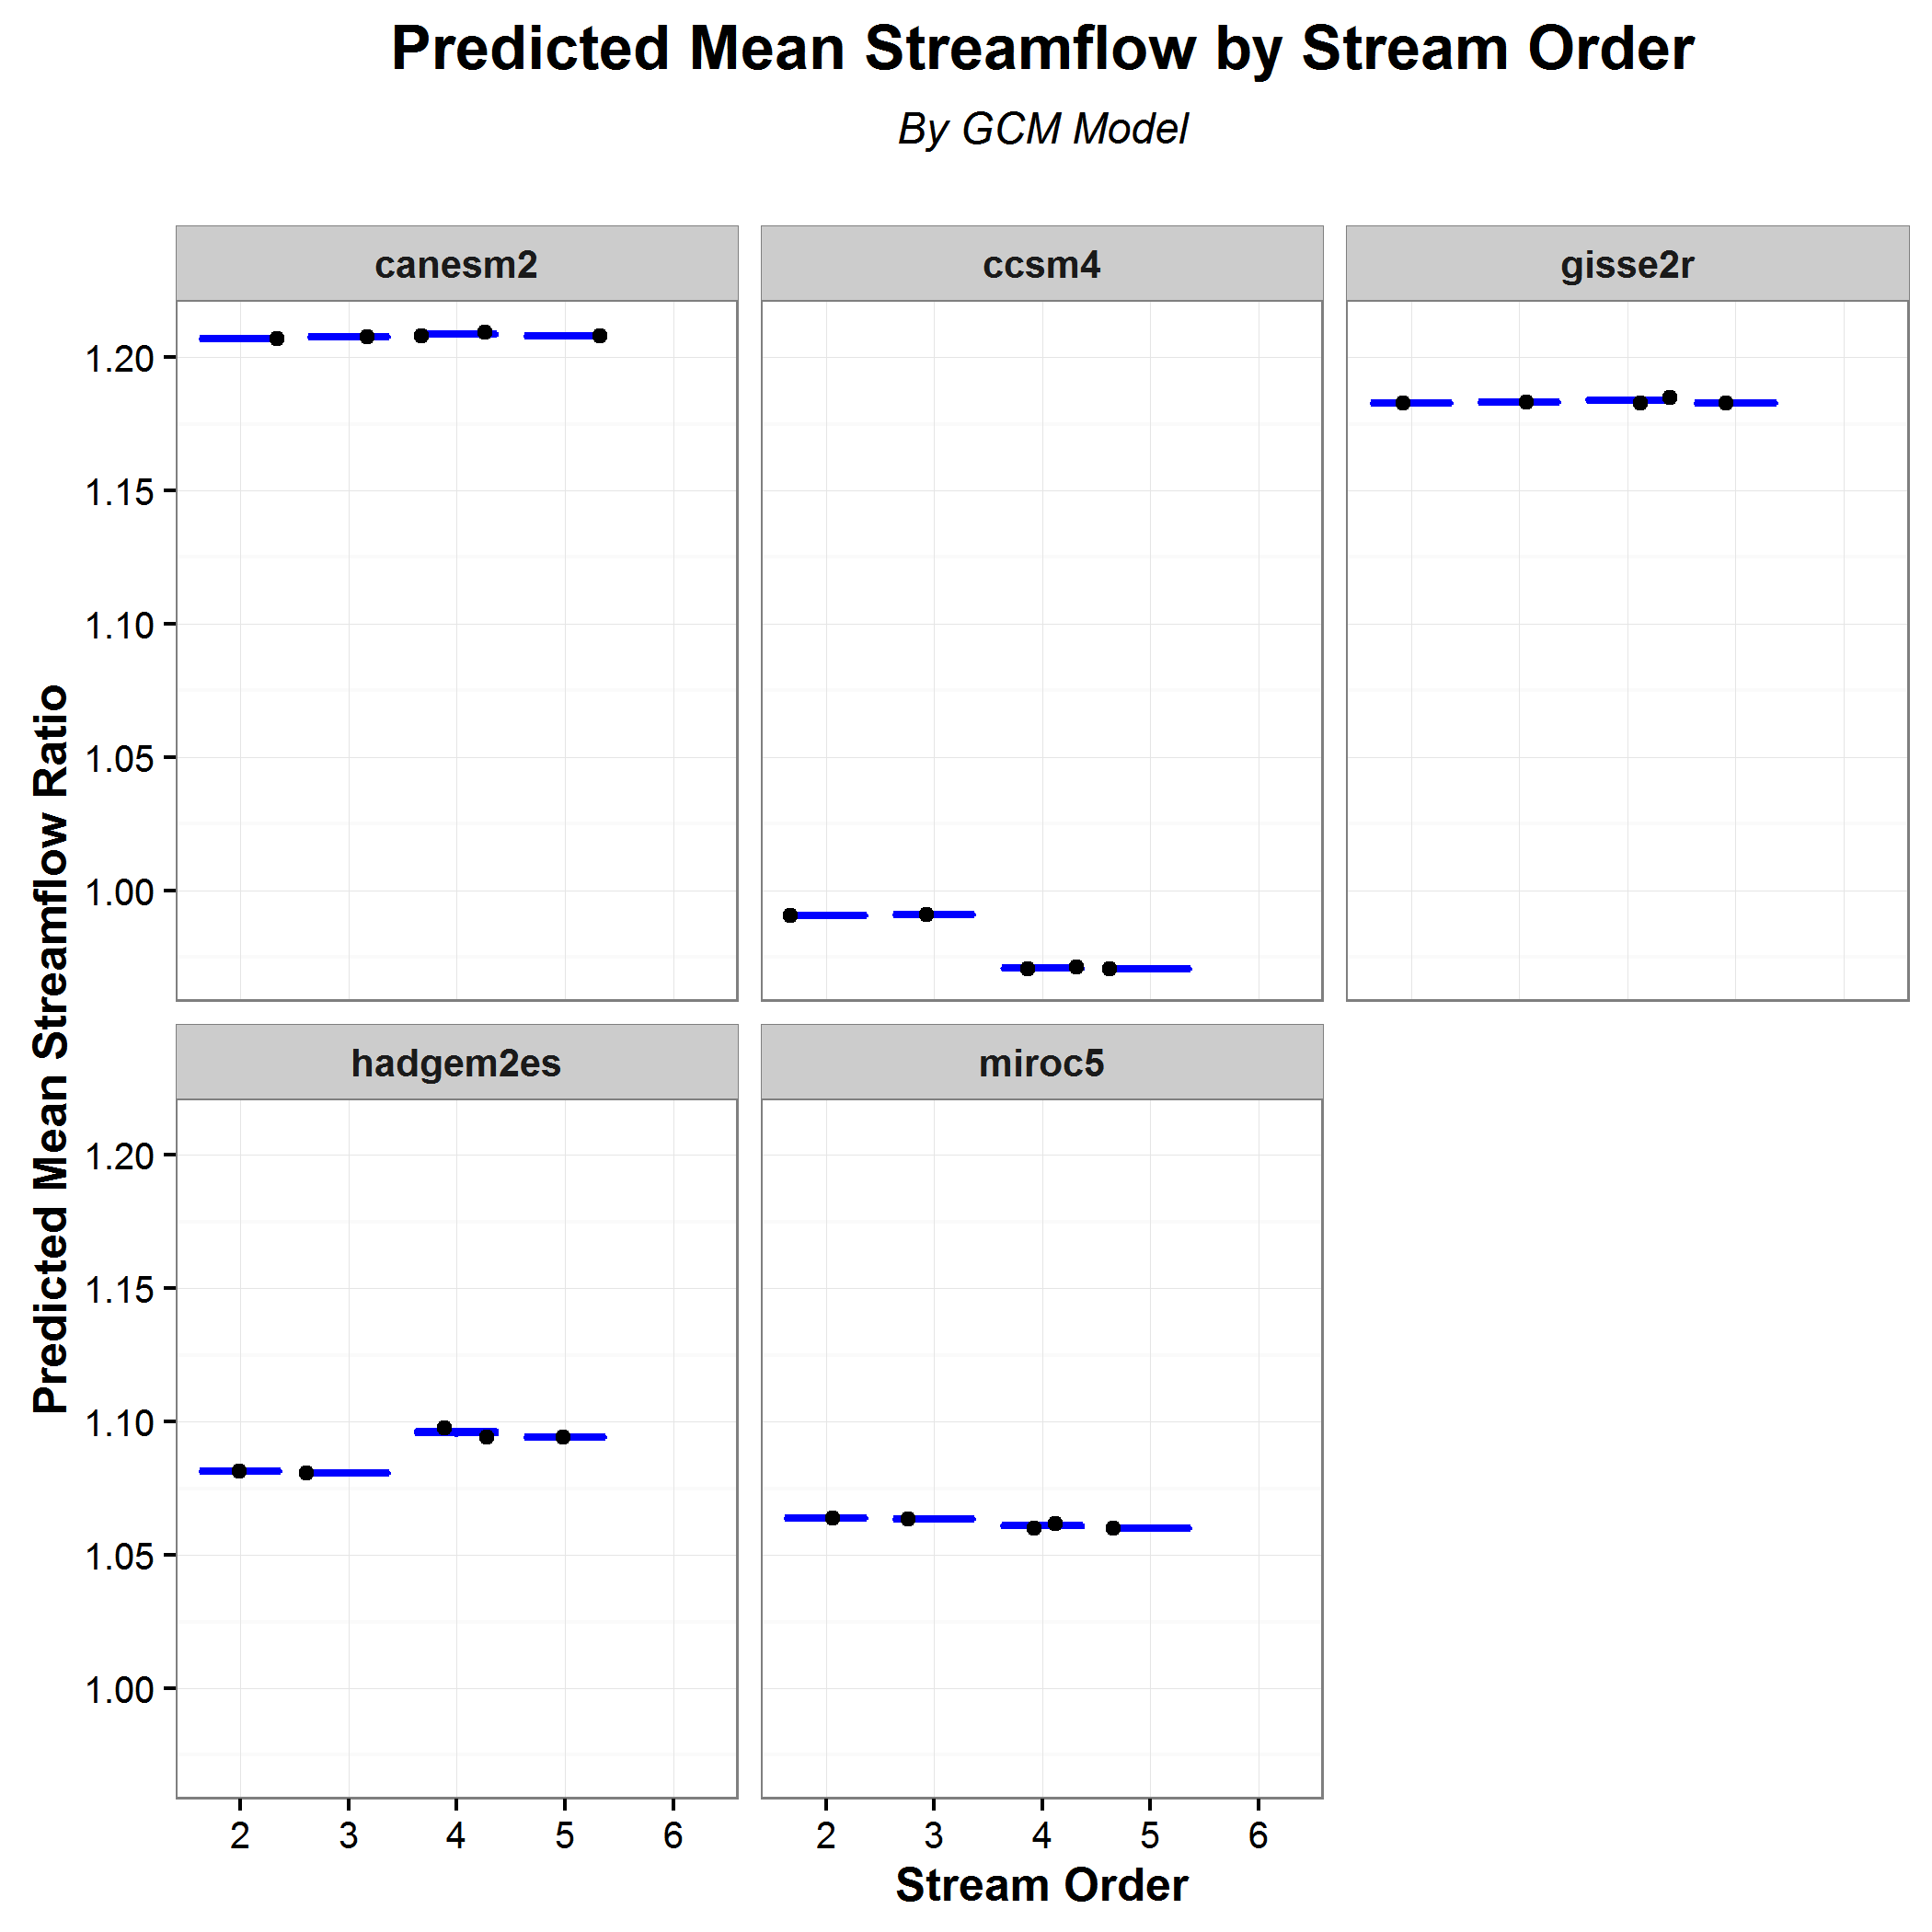 Predicted Mean Streamflow by Stream Order
By GCM Model
canesm2
ccsm4
gisse2r
1.20
1.15
1.10
1.05
1.00
Predicted Mean Streamflow Ratio
hadgem2es
miroc5
1.20
1.15
1.10
1.05
1.00
2 3 4 5 6
2 3 4 5 6
Stream Order